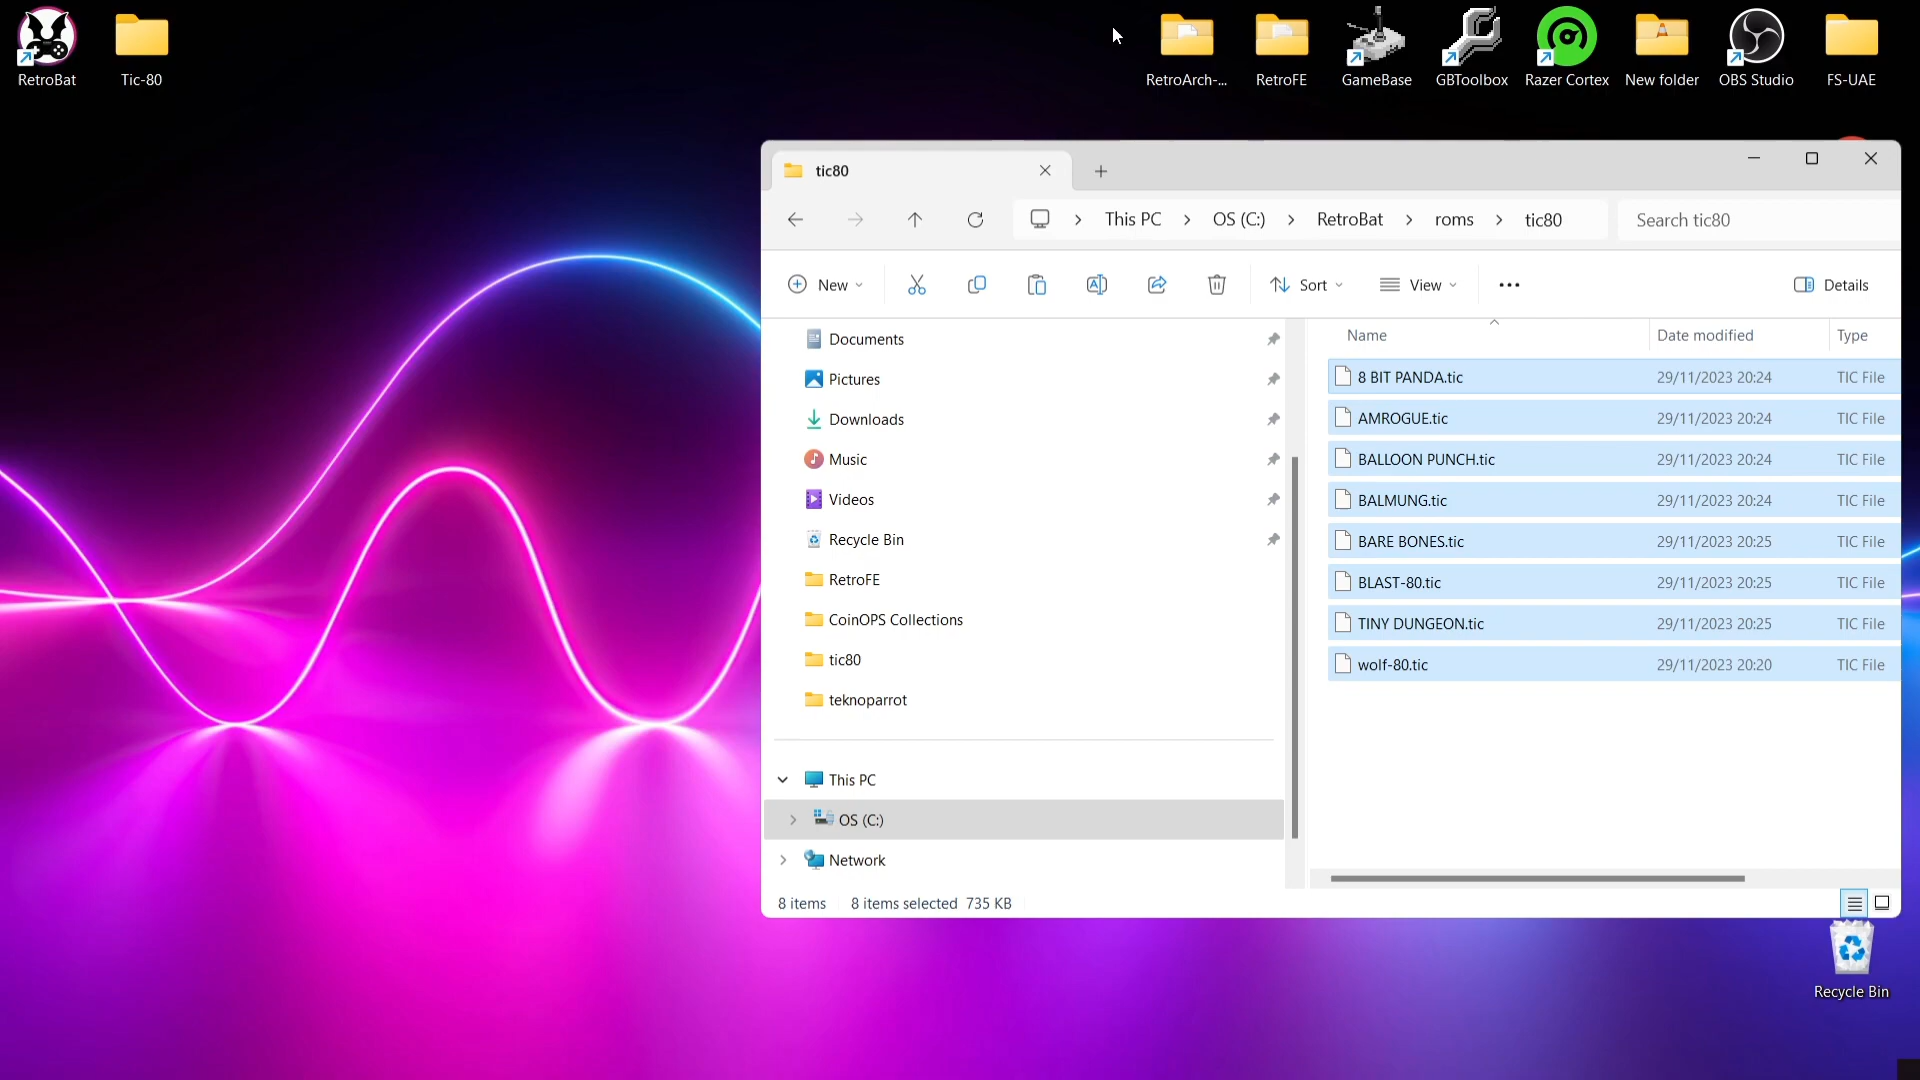 RetroBat
Tic-80
RetroArch-...
RetroFE
GameBase
GBToolbox
Razer Cortex
New folder
OBS Studio
FS-UAE
tic80
This PC
OS (C:)
RetroBat
roms
tic80
Search tic80
New
Sort
View
Details
Documents
Pictures
Downloads
Music
Videos
Recycle Bin
RetroFE
CoinOPS Collections
tic80
teknoparrot
This PC
OS (C:)
Network
Name Date modified Type
8 BIT PANDA.tic 29/11/2023 20:24 TIC File
AMROGUE.tic 29/11/2023 20:24 TIC File
BALLOON PUNCH.tic 29/11/2023 20:24 TIC File
BALMUNG.tic 29/11/2023 20:24 TIC File
BARE BONES.tic 29/11/2023 20:25 TIC File
BLAST-80.tic 29/11/2023 20:25 TIC File
TINY DUNGEON.tic 29/11/2023 20:25 TIC File
wolf-80.tic 29/11/2023 20:20 TIC File
8 items 8 items selected 735 KB
Recycle Bin